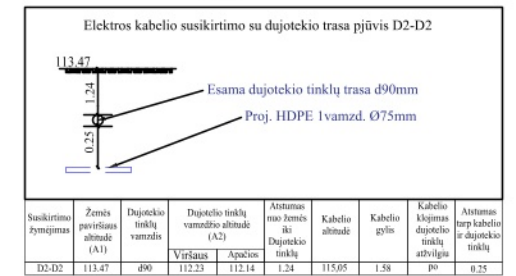 Elektros kabelio susikirtimo su dujotekio trasa pjūvis D2-D2
113.47
1.24
Esama dujotekio tinklų trasa d90mm
Proj. HDPE 1vamzd. Ø75mm
0.25
Susikirtimo žymėjimas
Žemės paviršiaus altitudė (A1)
Dujotekio tinklų vamzdis
Dujotelio tinklų vamzdžio altitudė (A2)
Viršaus
Apačios
Atstumas nuo žemės iki Dujotekio tinklų
Kabelio altitudė
Kabelio gylis
Kabelio klojimas dujotelio tinklų atžvilgiu
Atstumas tarp kabelio ir dujotekio tinklų
D2-D2 113.47 d90 112.23 112.14 1.24 115,05 1.58 po 0.25